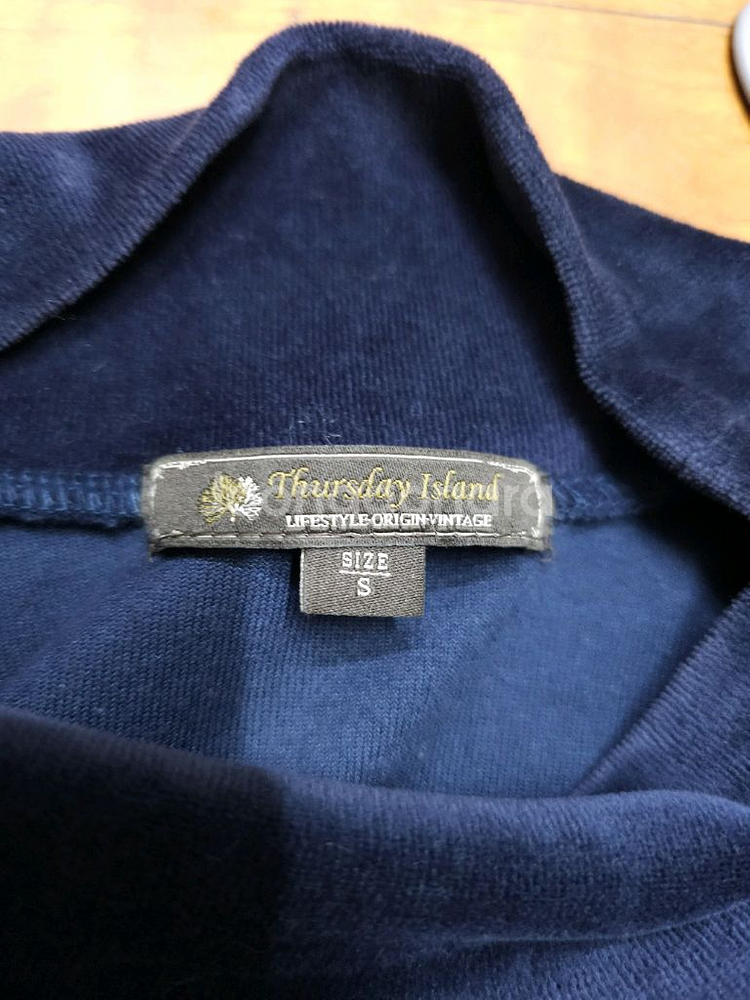 Thursday Island
LIFESTYLE·ORIGIN·VINTAGE
SIZE
S